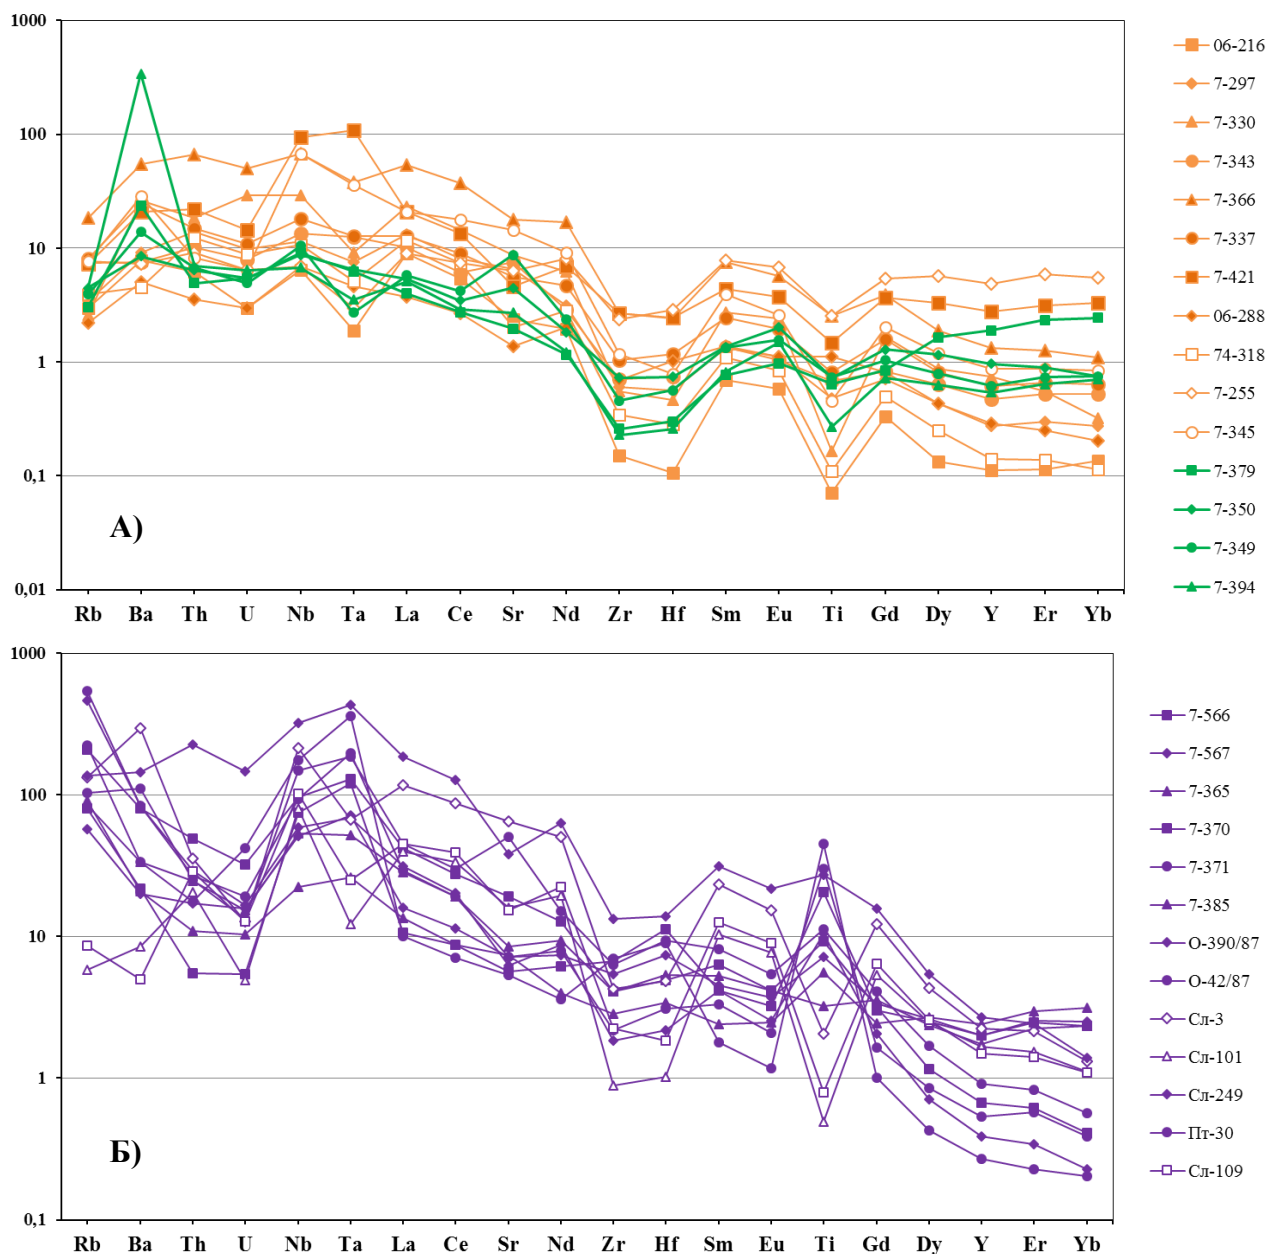 1000
100
10
1
0,1
0,01
А)
Rb Ba Th U Nb Ta La Ce Sr Nd Zr Hf Sm Eu Ti Gd Dy Y Er Yb
06-216
7-297
7-330
7-343
7-366
7-337
7-421
06-288
74-318
7-255
7-345
7-379
7-350
7-349
7-394
1000
100
10
1
0,1
Б)
Rb Ba Th U Nb Ta La Ce Sr Nd Zr Hf Sm Eu Ti Gd Dy Y Er Yb
7-566
7-567
7-365
7-370
7-371
7-385
О-390/87
О-42/87
Сл-3
Сл-101
Сл-249
Пт-30
Сл-109